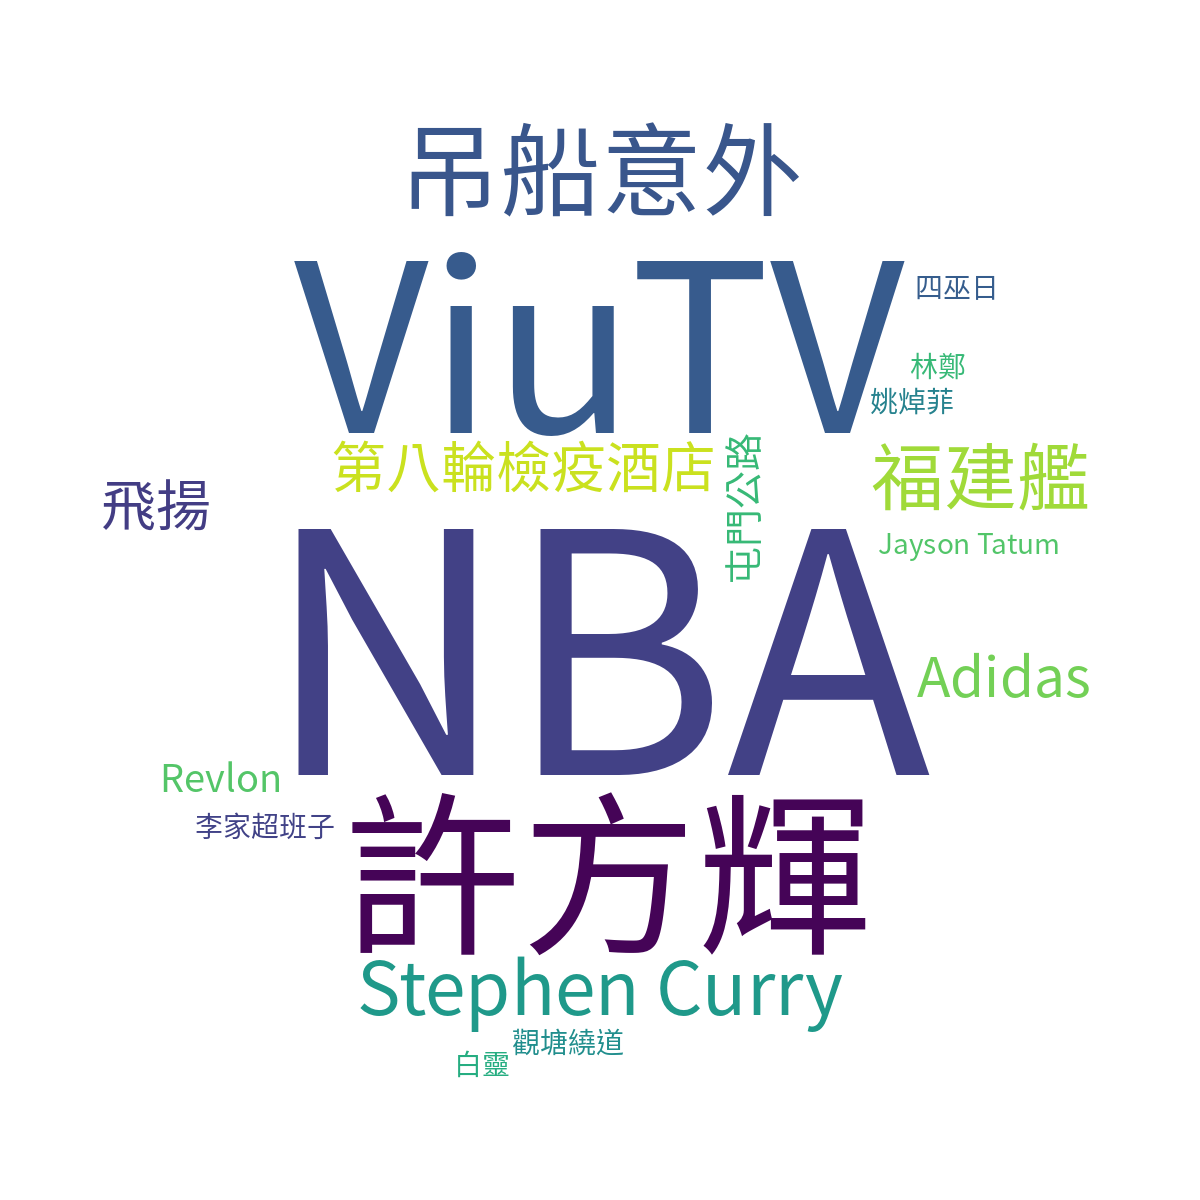 吊船意外
ViuTV
四巫日
林鄭
姚焯菲
第八輪檢疫酒店
屯門公路
福建艦
飛揚
NBA
Jayson Tatum
Adidas
Revlon
李家超班子
許方輝
Stephen Curry
觀塘繞道
白靈